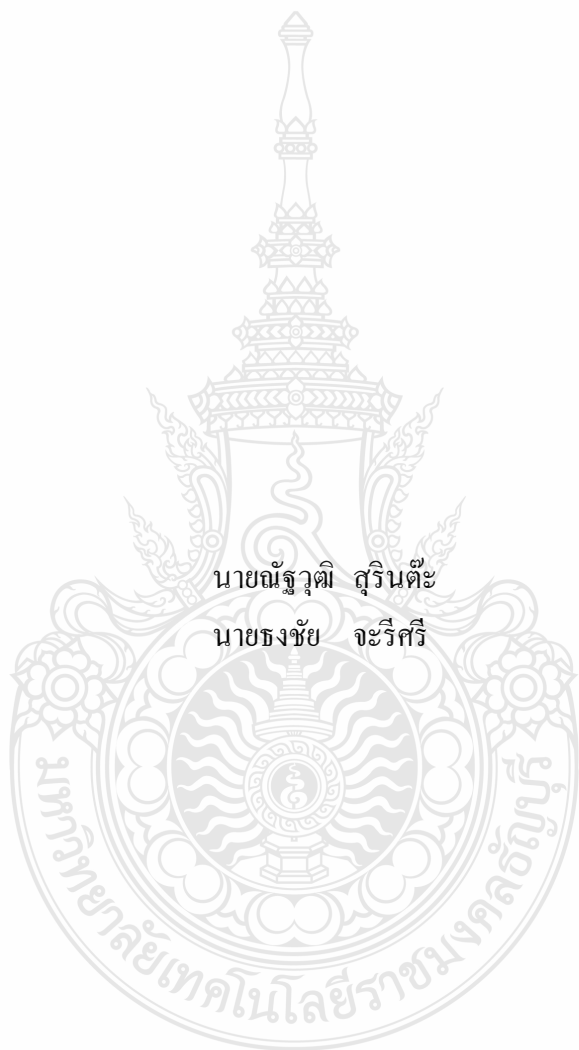 นายณัฐวุฒิ สุรินต๊ะ
นายธงชัย จะรีศรี
มหาวิทยาลัยเทคโนโลยีราชมงคลธัญบุรี